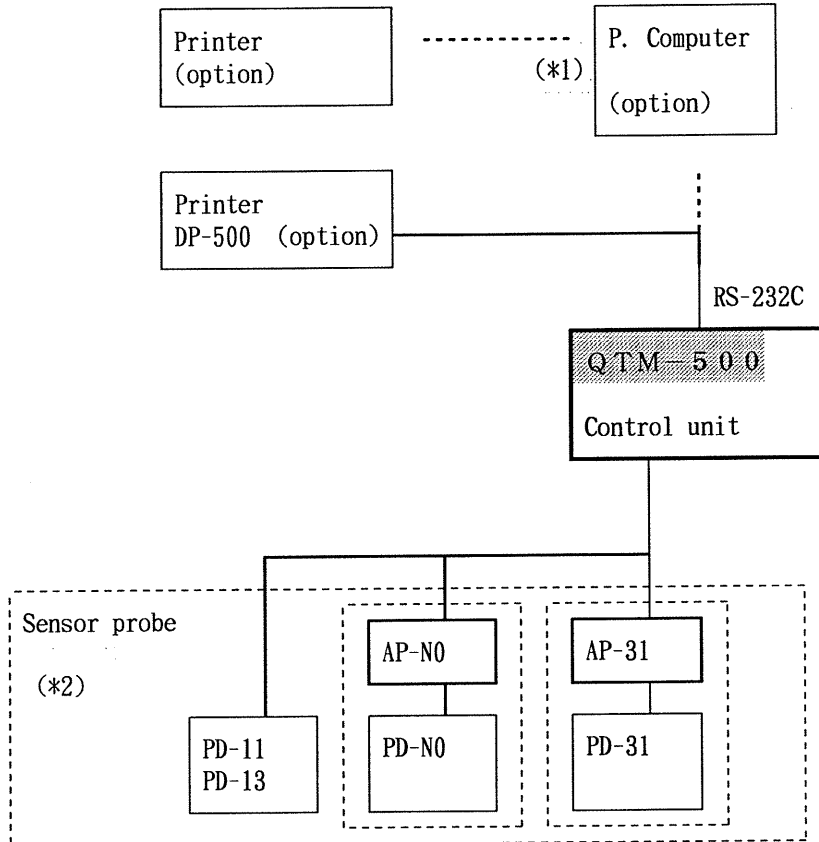 Printer
(option)
(*1)
P. Computer
(option)
Printer
DP-500 (option)
RS-232C
QTM-500
Control unit
Sensor probe
(*2)
AP-N0
AP-31
PD-11
PD-13
PD-N0
PD-31